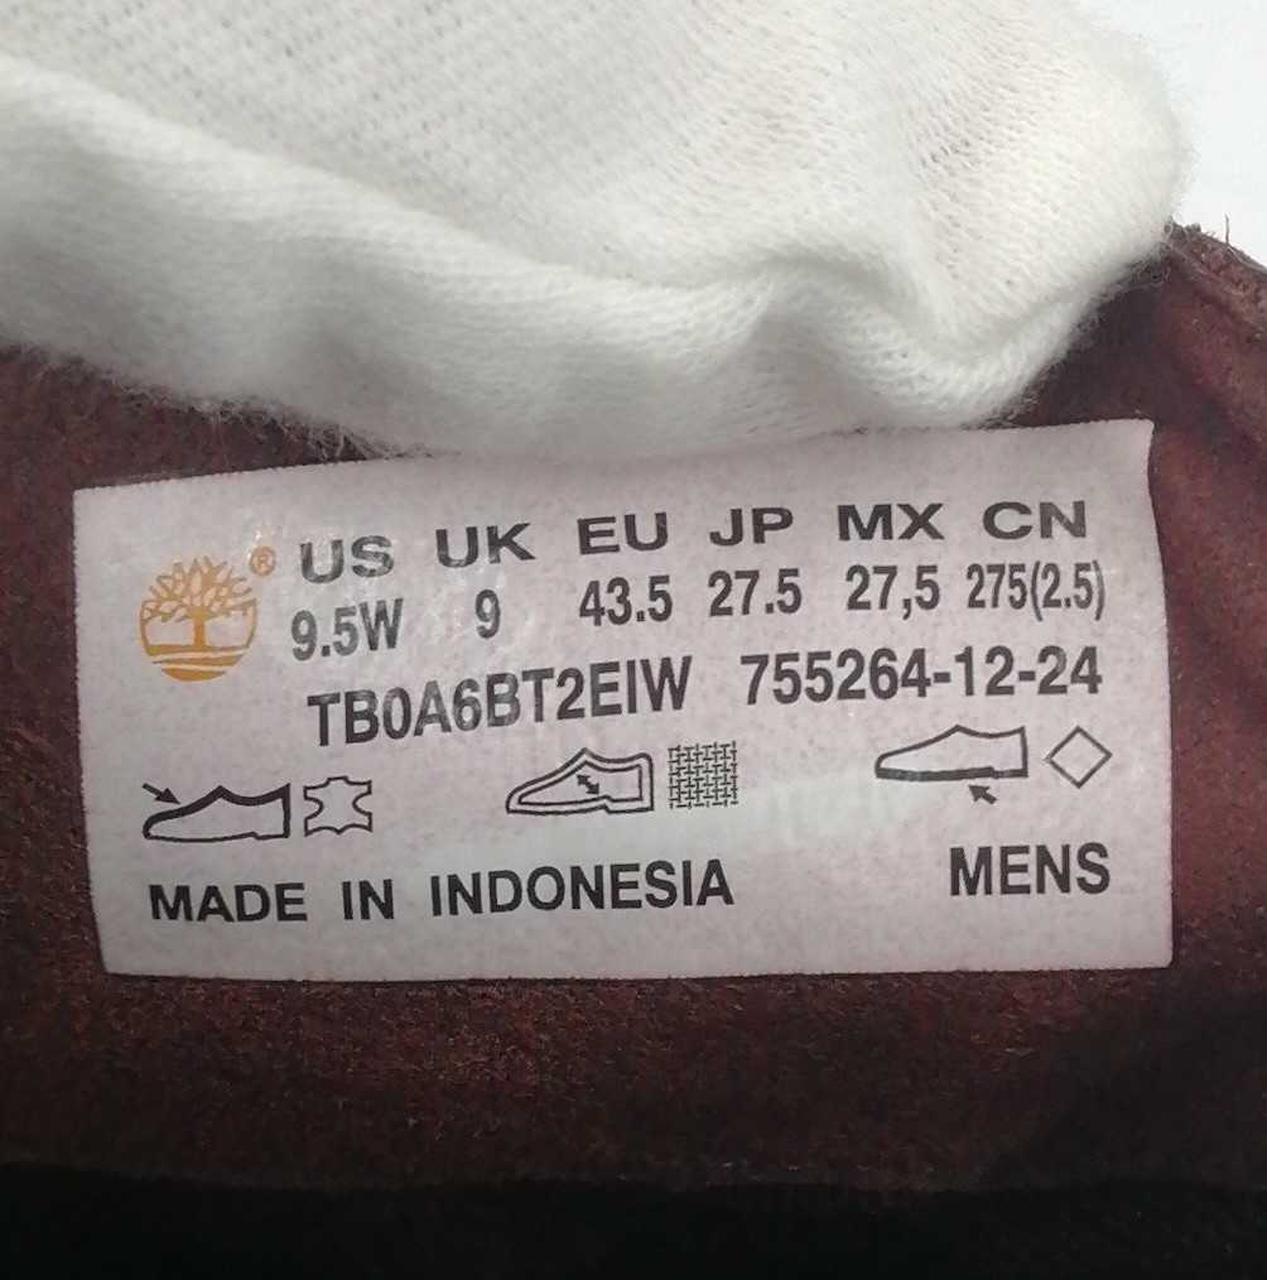 ® US UK EU JP MX CN
9.5W 9 43.5 27.5 27,5 275(2.5)
TB0A6BT2EIW 755264-12-24
MADE IN INDONESIA MENS